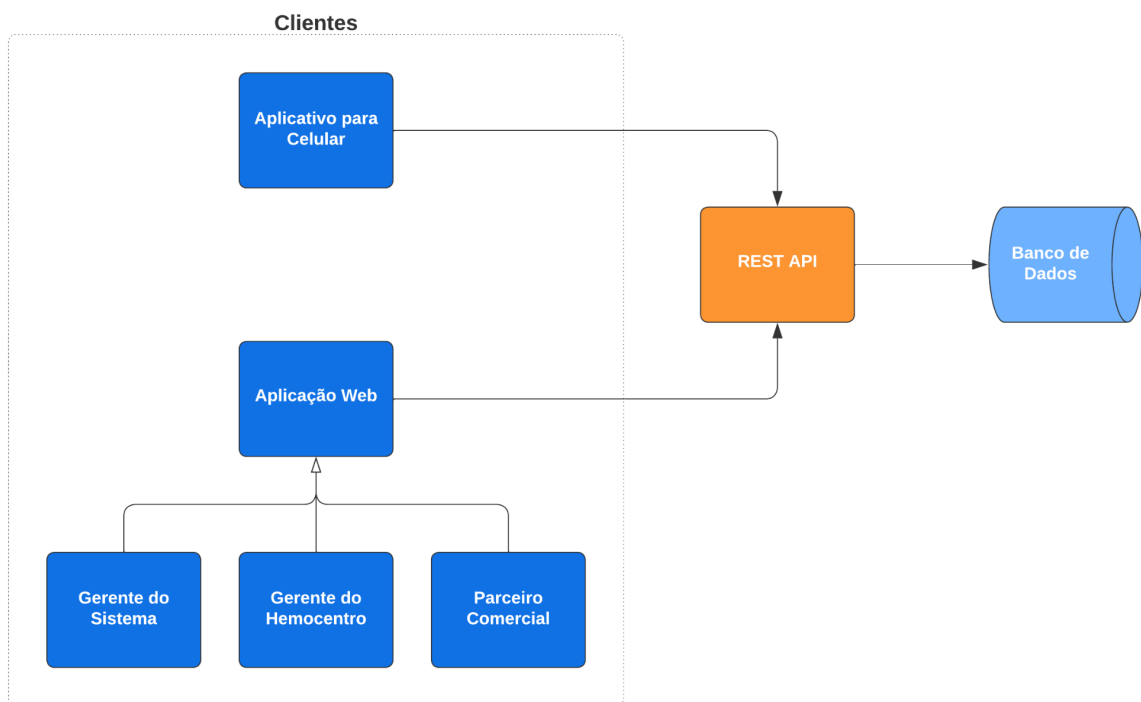 Clientes
Aplicativo para
Celular
REST API
Banco de
Dados
Aplicação Web
Gerente do
Sistema
Gerente do
Hemocentro
Parceiro
Comercial